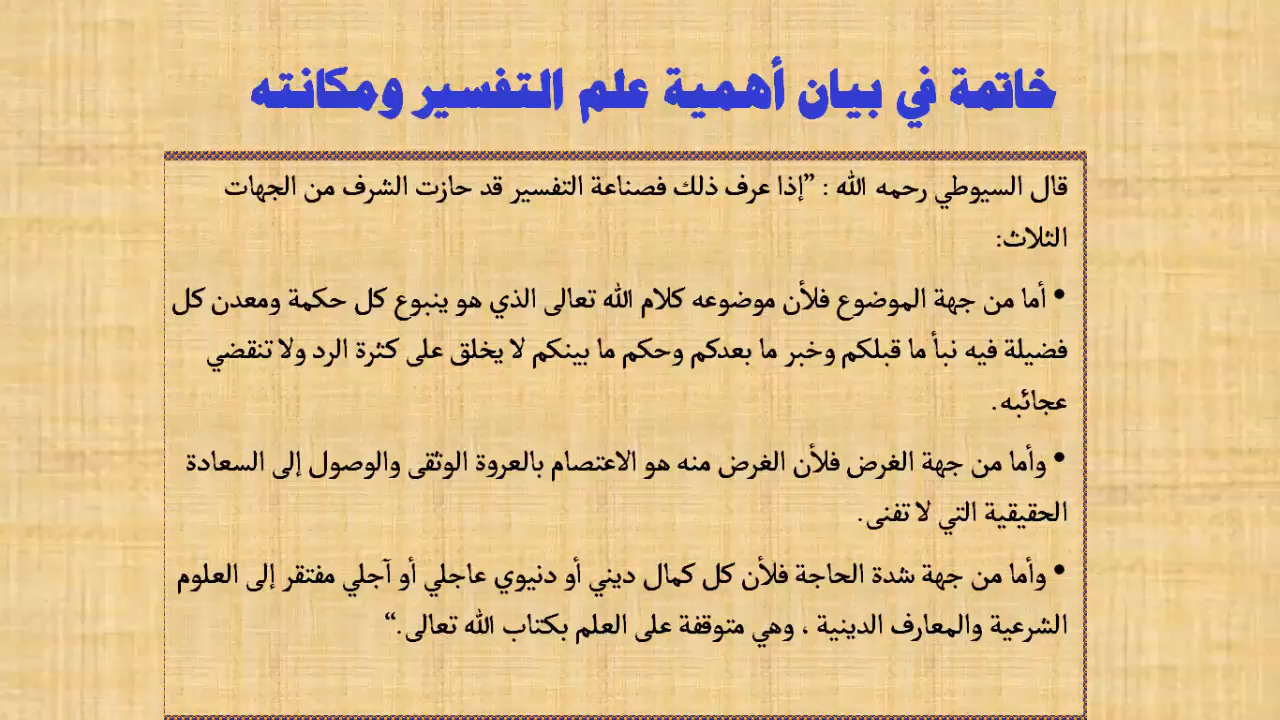 خاتمة في بيان أهمية علم التفسير ومكانته
قال السيوطي رحمه الله : ”إذا عرف ذلك فصناعة التفسير قد حازت الشرف من الجهات
الثلاث:
• أما من جهة الموضوع فلأن موضوعه كلام الله تعالى الذي هو ينبوع كل حكمة ومعدن كل
فضيلة فيه نبأ ما قبلكم وخبر ما بعدكم وحكم ما بينكم لا يخلق على كثرة الرد ولا تنقضي
عجائبه.
• وأما من جهة الغرض فلأن الغرض منه هو الاعتصام بالعروة الوثقى والوصول إلى السعادة
الحقيقية التي لا تفنى.
• وأما من جهة شدة الحاجة فلأن كل كمال ديني أو دنيوي عاجلي أو آجلي مفتقر إلى العلوم
الشرعية والمعارف الدينية ، وهي متوقفة على العلم بكتاب الله تعالى.“